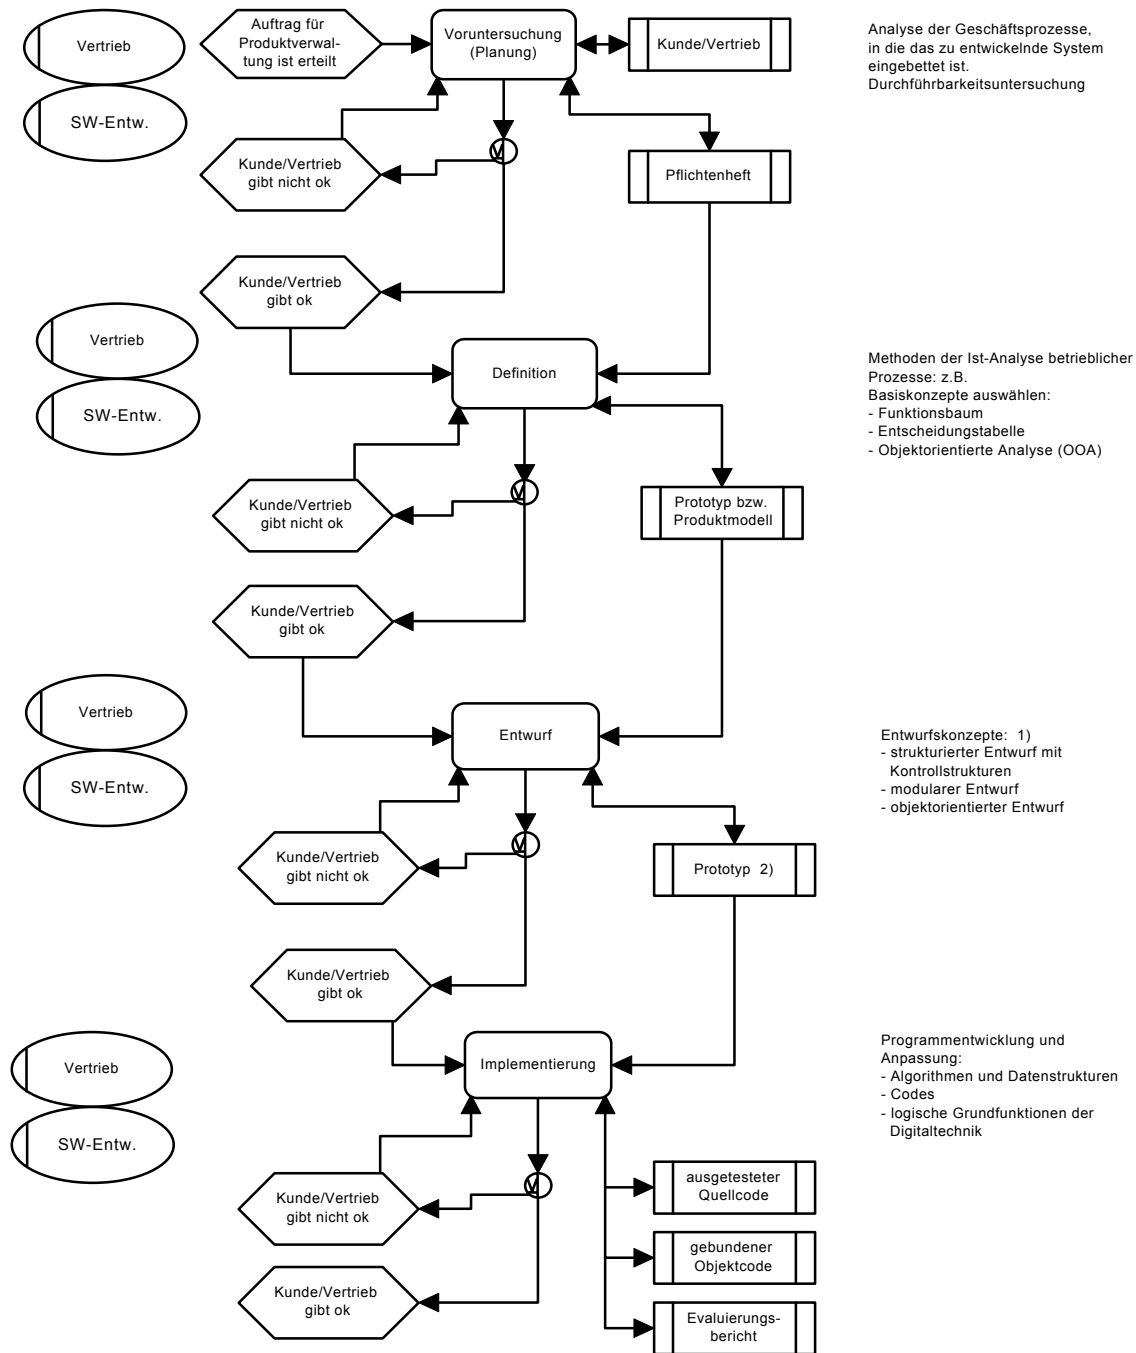 Vertrieb
SW-Entw.
Auftrag für
Produktverwal-
tung ist erteilt
Voruntersuchung
(Planung)
Kunde/Vertrieb
Analyse der Geschäftsprozesse,
in die das zu entwickelnde System
eingebettet ist.
Durchführbarkeitsuntersuchung
Kunde/Vertrieb
gibt nicht ok
V
Pflichtenheft
Kunde/Vertrieb
gibt ok
Vertrieb
SW-Entw.
Definition
Methoden der Ist-Analyse betrieblicher
Prozesse: z.B.
Basiskonzepte auswählen:
- Funktionsbaum
- Entscheidungstabelle
- Objektorientierte Analyse (OOA)
Kunde/Vertrieb
gibt nicht ok
V
Prototyp bzw.
Produktmodell
Kunde/Vertrieb
gibt ok
Vertrieb
SW-Entw.
Entwurf
Entwurfskonzepte:  1)
- strukturierter Entwurf mit
Kontrollstrukturen
- modularer Entwurf
- objektorientierter Entwurf
Kunde/Vertrieb
gibt nicht ok
V
Prototyp  2)
Kunde/Vertrieb
gibt ok
Vertrieb
SW-Entw.
Implementierung
Programmentwicklung und
Anpassung:
- Algorithmen und Datenstrukturen
- Codes
- logische Grundfunktionen der
Digitaltechnik
Kunde/Vertrieb
gibt nicht ok
V
ausgetesteter
Quellcode
gebundener
Objektcode
Kunde/Vertrieb
gibt ok
Evaluierungs-
bericht